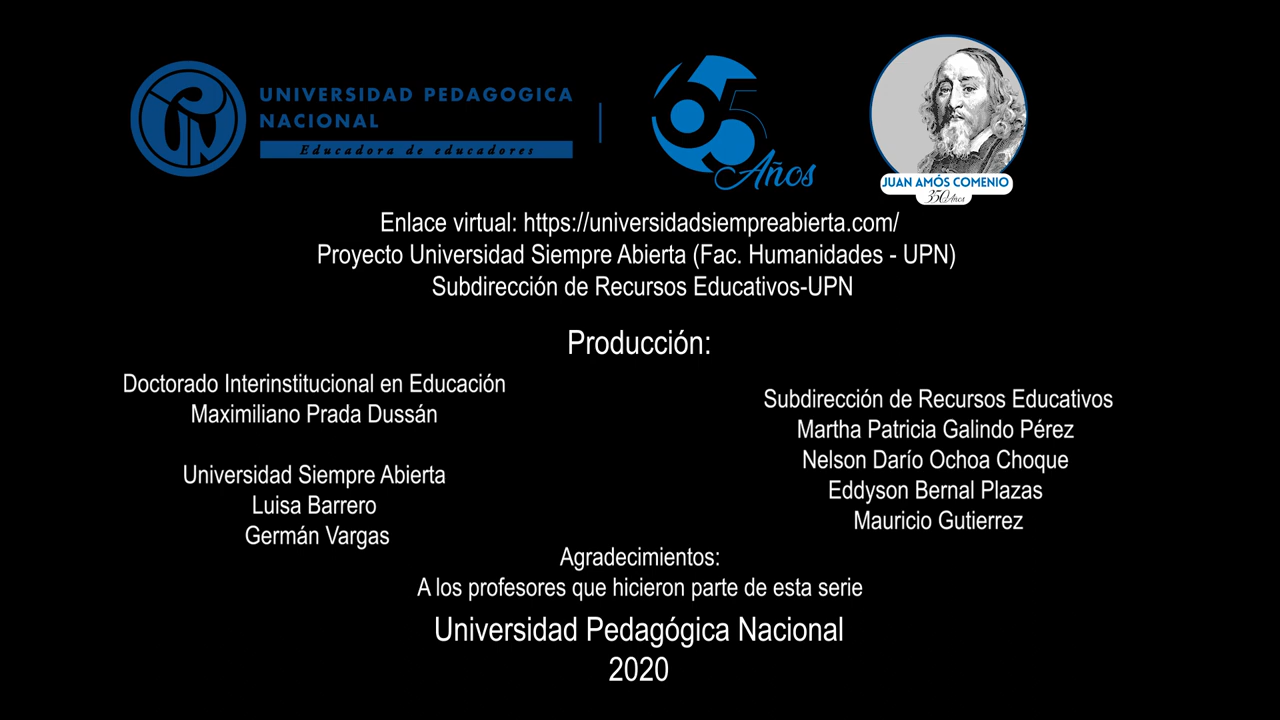 UNIVERSIDAD PEDAGOGICA
NACIONAL
Educadora de educadores
65
Años
JUAN AMÓS COMENIO
350 Años
Enlace virtual: https://universidadsiempreabierta.com/
Proyecto Universidad Siempre Abierta (Fac. Humanidades - UPN)
Subdirección de Recursos Educativos-UPN
Producción:
Doctorado Interinstitucional en Educación
Maximiliano Prada Dussán
Universidad Siempre Abierta
Luisa Barrero
Germán Vargas
Subdirección de Recursos Educativos
Martha Patricia Galindo Pérez
Nelson Darío Ochoa Choque
Eddyson Bernal Plazas
Mauricio Gutierrez
Agradecimientos:
A los profesores que hicieron parte de esta serie
Universidad Pedagógica Nacional
2020